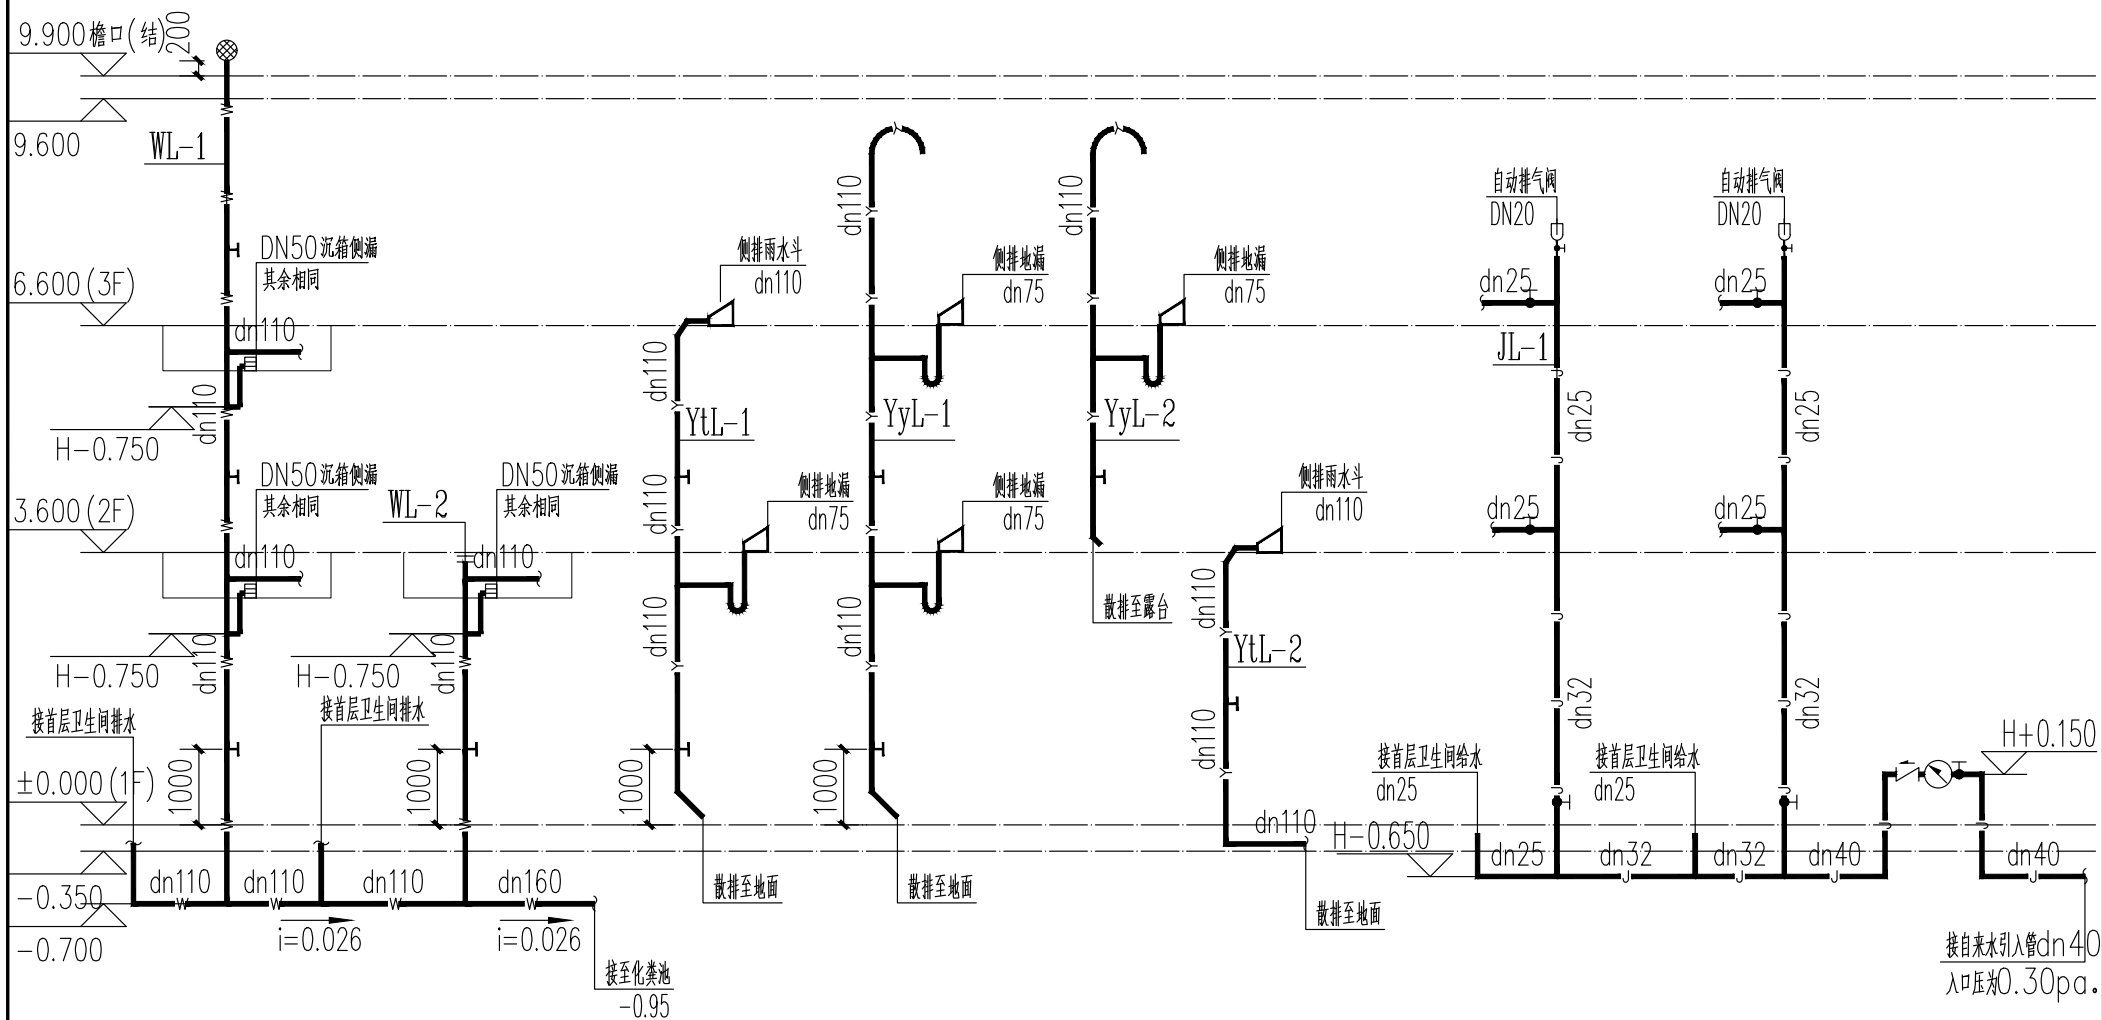 9.900檐口(结)
200
9.600
WL-1
dn110
dn110
自动排气阀
DN20
自动排气阀
DN20
DN50沉箱侧漏
其余相同
侧排雨水斗
dn110
侧排地漏
dn75
侧排地漏
dn75
6.600(3F)
dn25
dn25
dn110
dn110
JL-1
dn110
H-0.750
YtL-1
YyL-1
YyL-2
dn25
dn25
DN50沉箱侧漏
其余相同
DN50沉箱侧漏
其余相同
WL-2
dn110
侧排地漏
dn75
侧排地漏
dn75
侧排雨水斗
dn110
3.600(2F)
dn25
dn25
dn110
dn110
dn110
dn110
dn110
散排至露台
dn110
dn110
H-0.750
H-0.750
YtL-2
接首层卫生间排水
接首层卫生间排水
dn110
dn32
dn32
H+0.150
接首层卫生间给水
dn25
接首层卫生间给水
dn25
±0.000(1F)
1000
1000
1000
1000
dn110
H-0.650
dn25
dn32
dn32
dn40
dn40
-0.350
dn110
dn110
dn110
dn160
散排至地面
散排至地面
散排至地面
-0.700
i=0.026
i=0.026
接至化粪池
-0.95
接自来水引入管dn40
入口压为0.30pa。